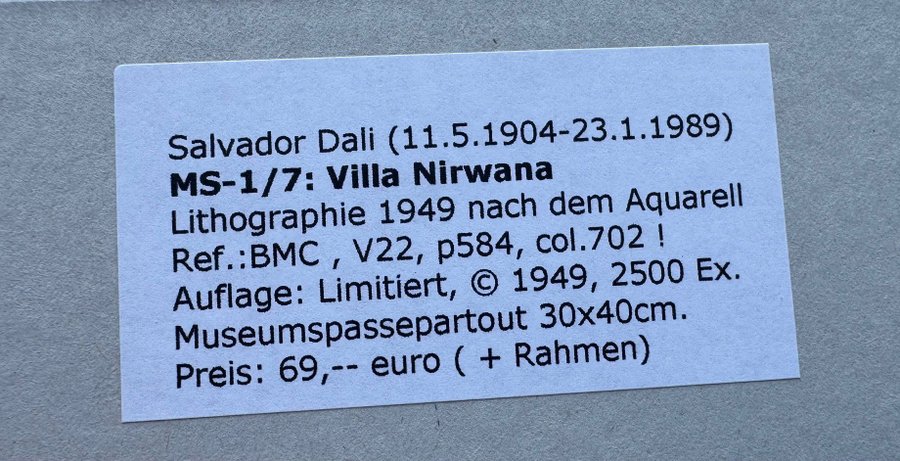 Salvador Dali (11.5.1904-23.1.1989)
MS-1/7: Villa Nirwana
Lithographie 1949 nach dem Aquarell
Ref.:BMC , V22, p584, col.702 !
Auflage: Limitiert, © 1949, 2500 Ex.
Museumspassepartout 30x40cm.
Preis: 69,-- euro ( + Rahmen)